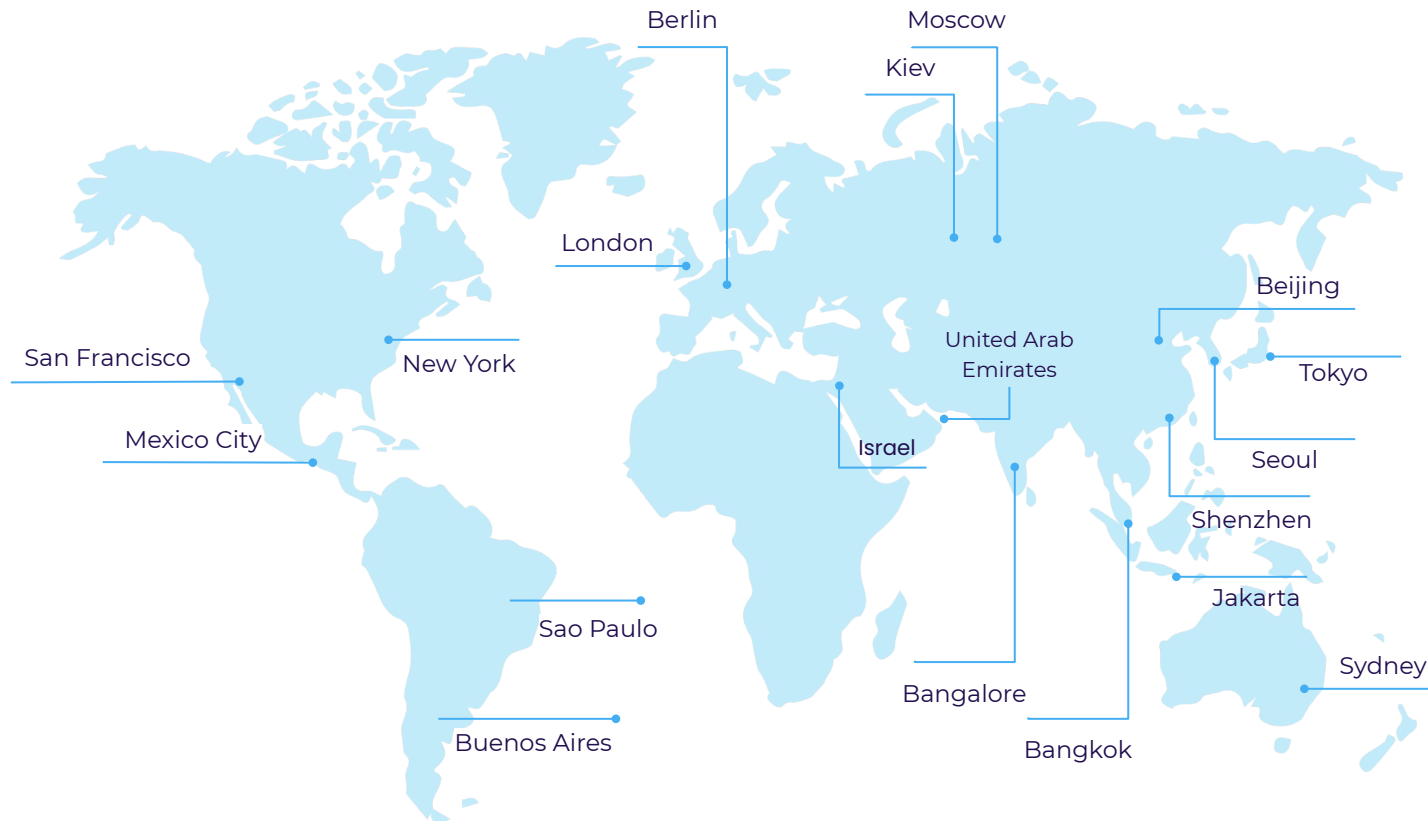 Berlin
Moscow
Kiev
London
Beijing
United Arab
Emirates
San Francisco
New York
Tokyo
Mexico City
Israel
Seoul
Shenzhen
Jakarta
Sao Paulo
Sydney
Bangalore
Buenos Aires
Bangkok